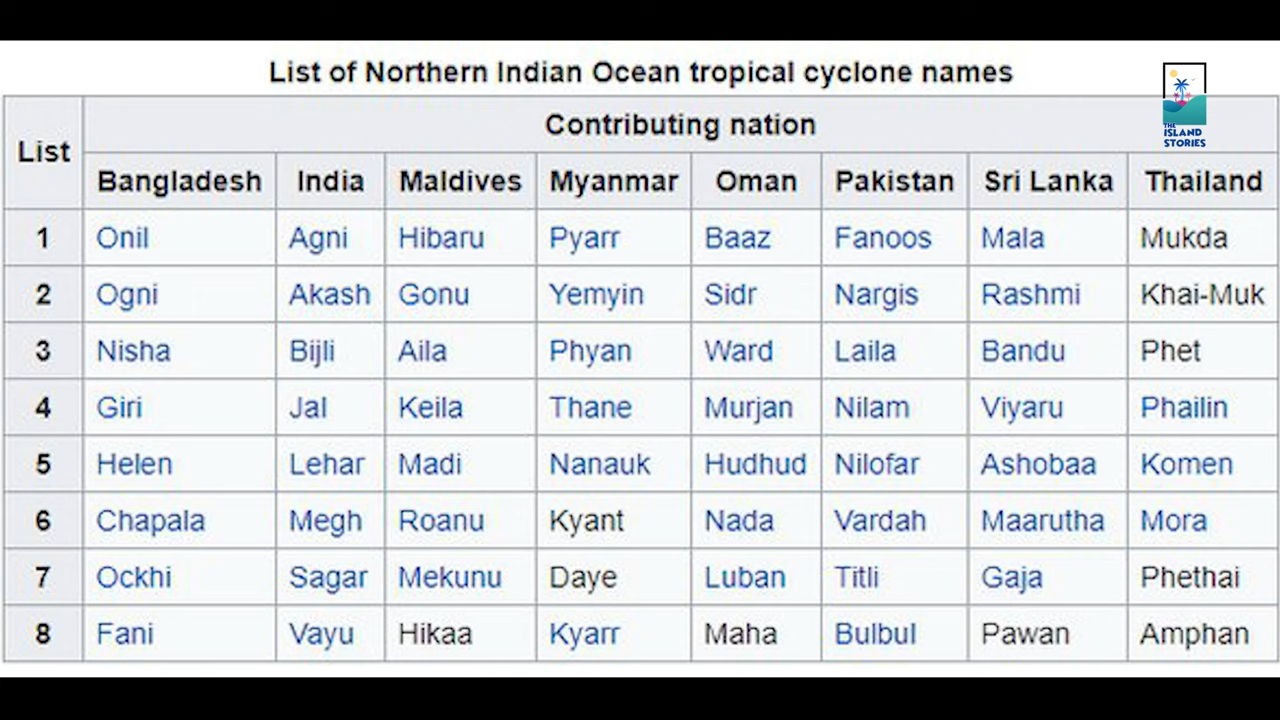 List of Northern Indian Ocean tropical cyclone names
THE
ISLAND
STORIES
List Contributing nation
Bangladesh India Maldives Myanmar Oman Pakistan Sri Lanka Thailand
1 Onil Agni Hibaru Pyarr Baaz Fanoos Mala Mukda
2 Ogni Akash Gonu Yemyin Sidr Nargis Rashmi Khai-Muk
3 Nisha Bijli Aila Phyan Ward Laila Bandu Phet
4 Giri Jal Keila Thane Murjan Nilam Viyaru Phailin
5 Helen Lehar Madi Nanauk Hudhud Nilofar Ashobaa Komen
6 Chapala Megh Roanu Kyant Nada Vardah Maarutha Mora
7 Ockhi Sagar Mekunu Daye Luban Titli Gaja Phethai
8 Fani Vayu Hikaa Kyarr Maha Bulbul Pawan Amphan